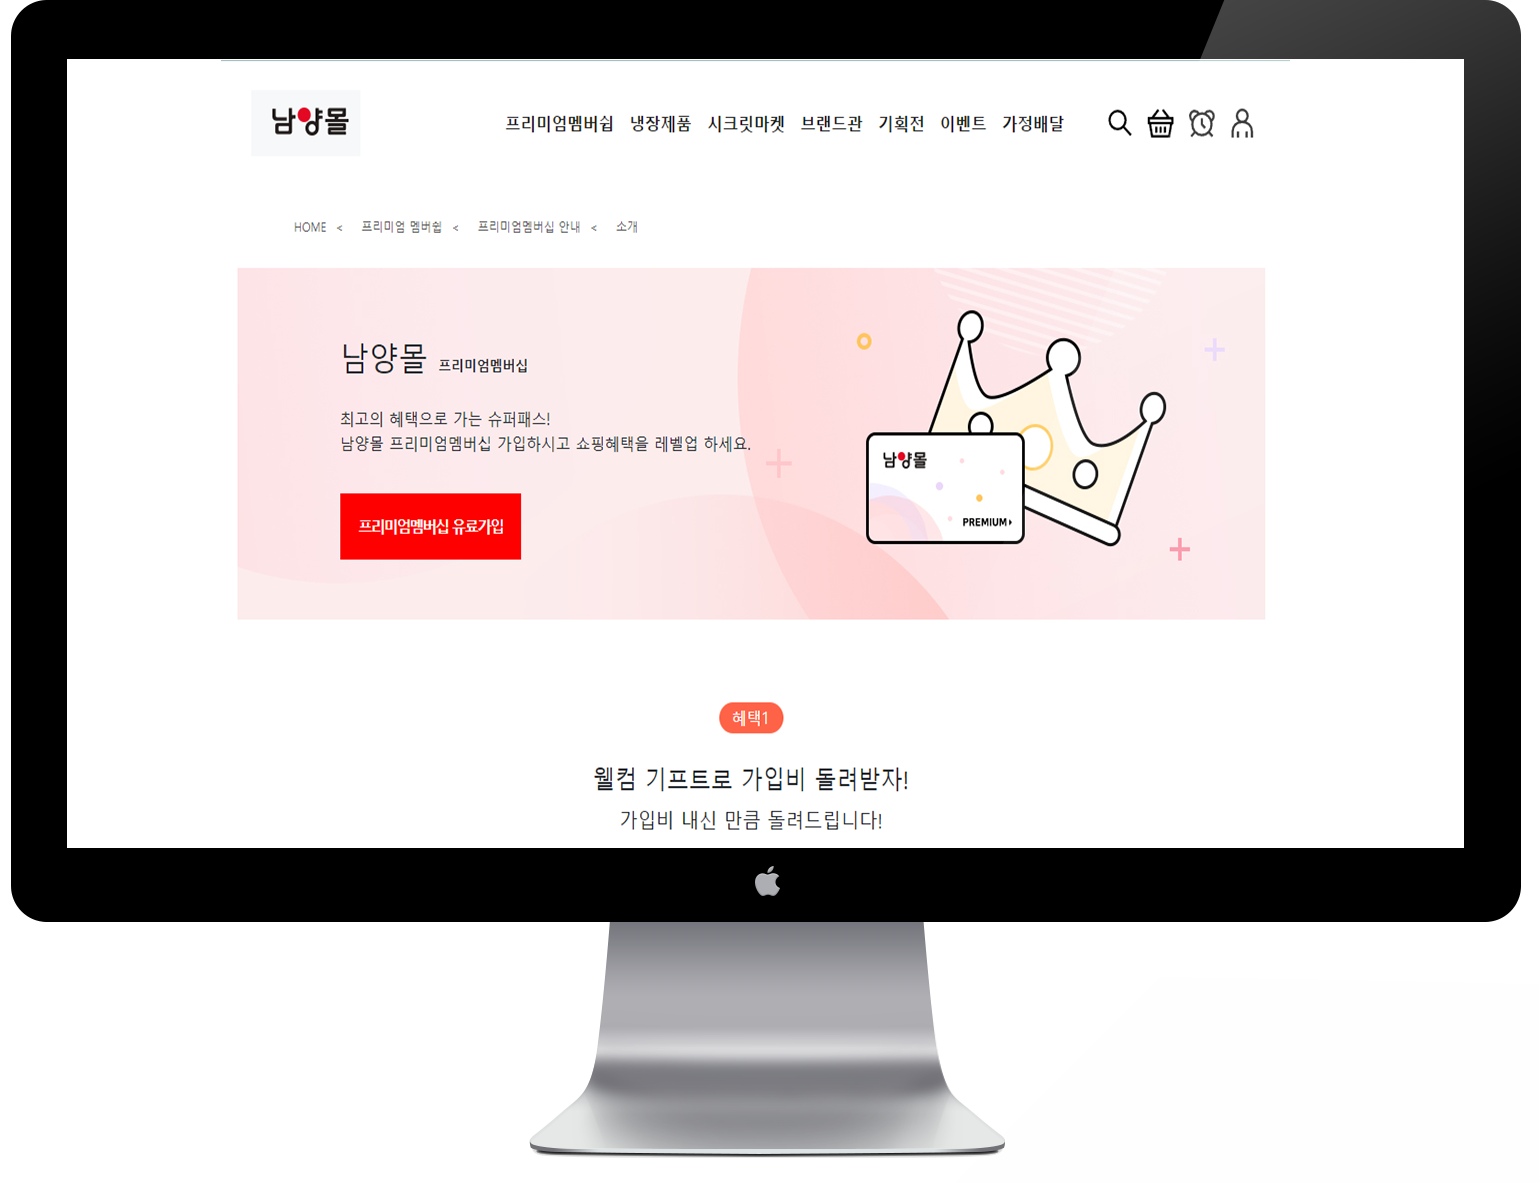 남양몰
프리미엄멤버쉽 냉장제품 시크릿마켓 브랜드관 기획전 이벤트 가정배달
HOME < 프리미엄 멤버쉽 < 프리미엄멤버십 안내 < 소개
남양몰 프리미엄멤버십
최고의 혜택으로 가는 슈퍼패스!
남양몰 프리미엄멤버십 가입하시고 쇼핑혜택을 레벨업 하세요.
프리미엄멤버십 유료가입
남양몰
PREMIUM
혜택1
웰컴 기프트로 가입비 돌려받자!
가입비 내신 만큼 돌려드립니다!